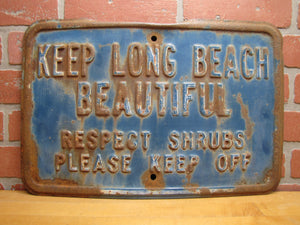 KEEP LONG BEACH
BEAUTIFUL
RESPECT SHRUBS
PLEASE KEEP OFF